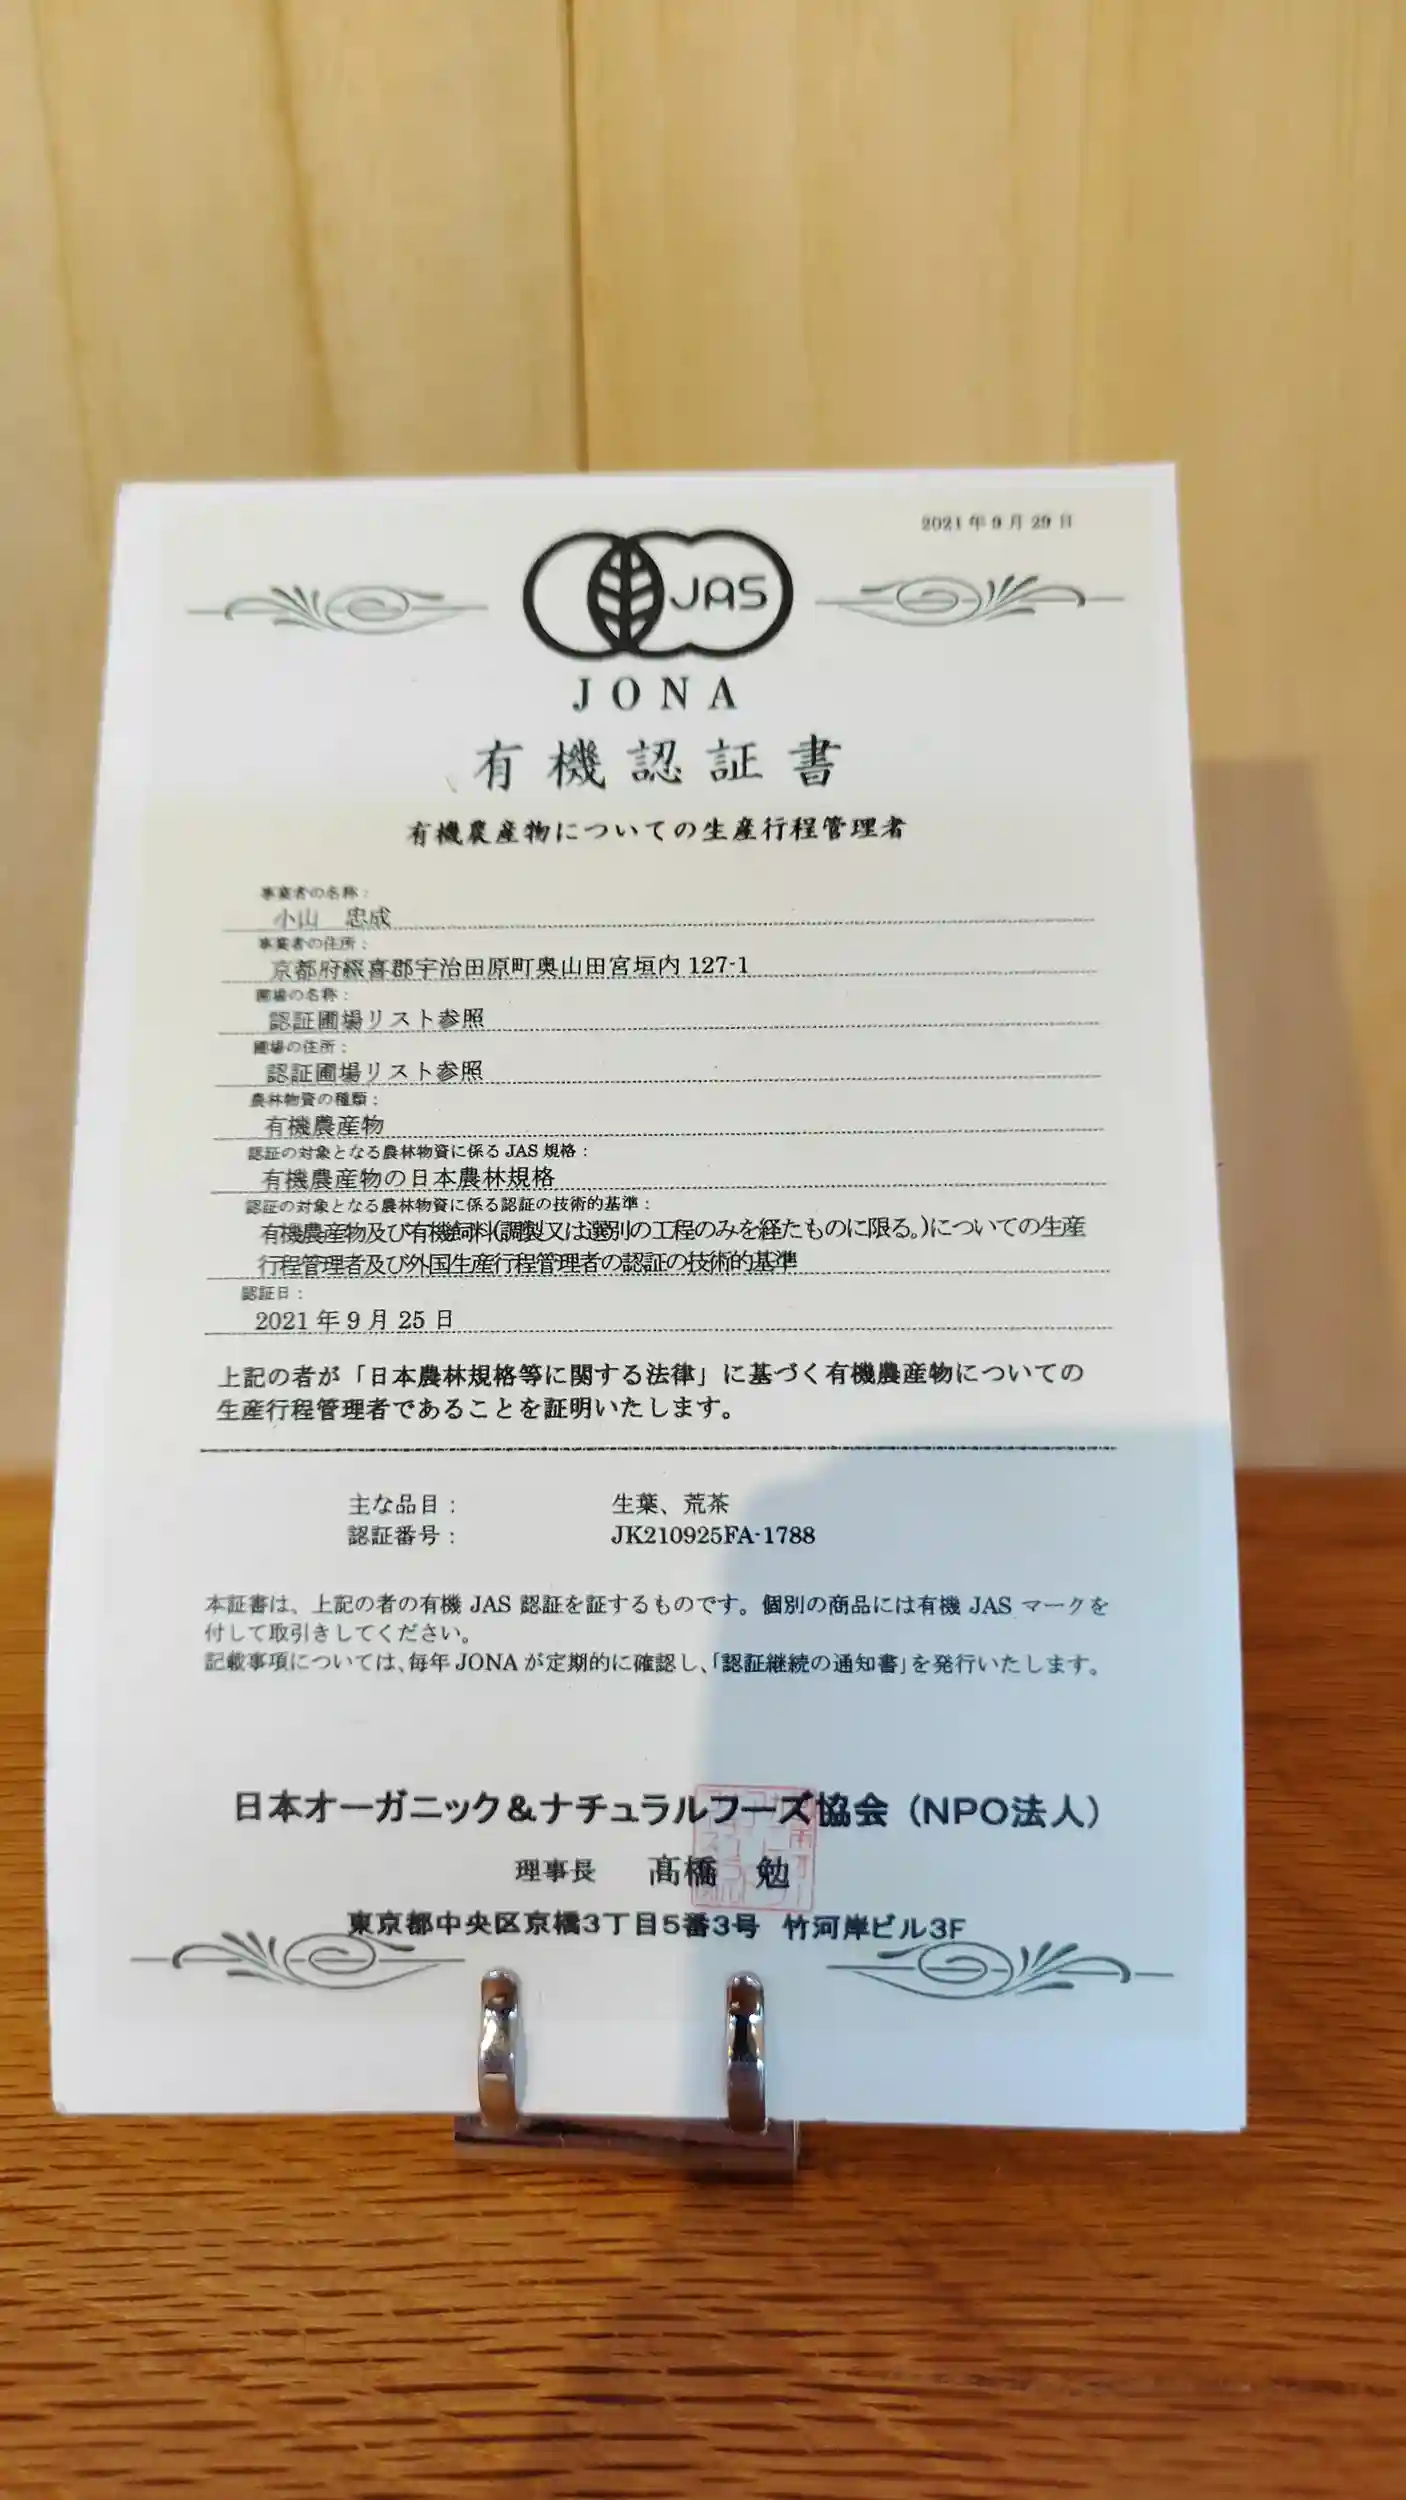 2021年9月29日
JAS
JONA
有機認証書
有機農産物についての生産行程管理者
事業者の名称：
小山　忠成
事業者の住所：
京都府綴喜郡宇治田原町奥山田宮垣内 127-1
圃場の名称：
認証圃場リスト参照
圃場の住所：
認証圃場リスト参照
農林物資の種類：
有機農産物
認証の対象となる農林物資に係る JAS 規格：
有機農産物の日本農林規格
認証の対象となる農林物資に係る認証の技術的基準：
有機農産物及び有機飼料(調製又は選別の工程のみを経たものに限る。)についての生産
行程管理者及び外国生産行程管理者の認証の技術的基準
認証日：
2021 年 9 月 25 日
上記の者が「日本農林規格等に関する法律」に基づく有機農産物についての
生産行程管理者であることを証明いたします。
主な品目：　生葉、荒茶
認証番号：　JK210925FA-1788
本証書は、上記の者の有機 JAS 認証を証するものです。個別の商品には有機 JAS マークを
付して取引きしてください。
記載事項については、毎年 JONA が定期的に確認し、「認証継続の通知書」を発行いたします。
日本オーガニック＆ナチュラルフーズ協会（NPO法人）
理事長　髙橋　勉
東京都中央区京橋3丁目5番3号　竹河岸ビル3F